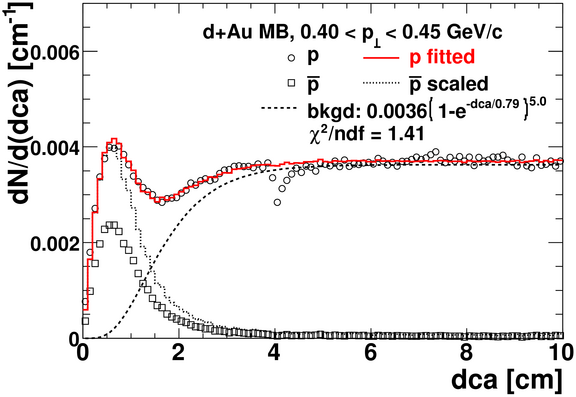 d+Au MB, 0.40 < p⊥ < 0.45 GeV/c
p
p fitted
p̅
p̅ scaled
bkgd: 0.0036{1-e^-dca/0.79}^5.0
χ²/ndf = 1.41
dN/d(dca) [cm⁻¹]
0.006
0.004
0.002
0
0 2 4 6 8 10
dca [cm]